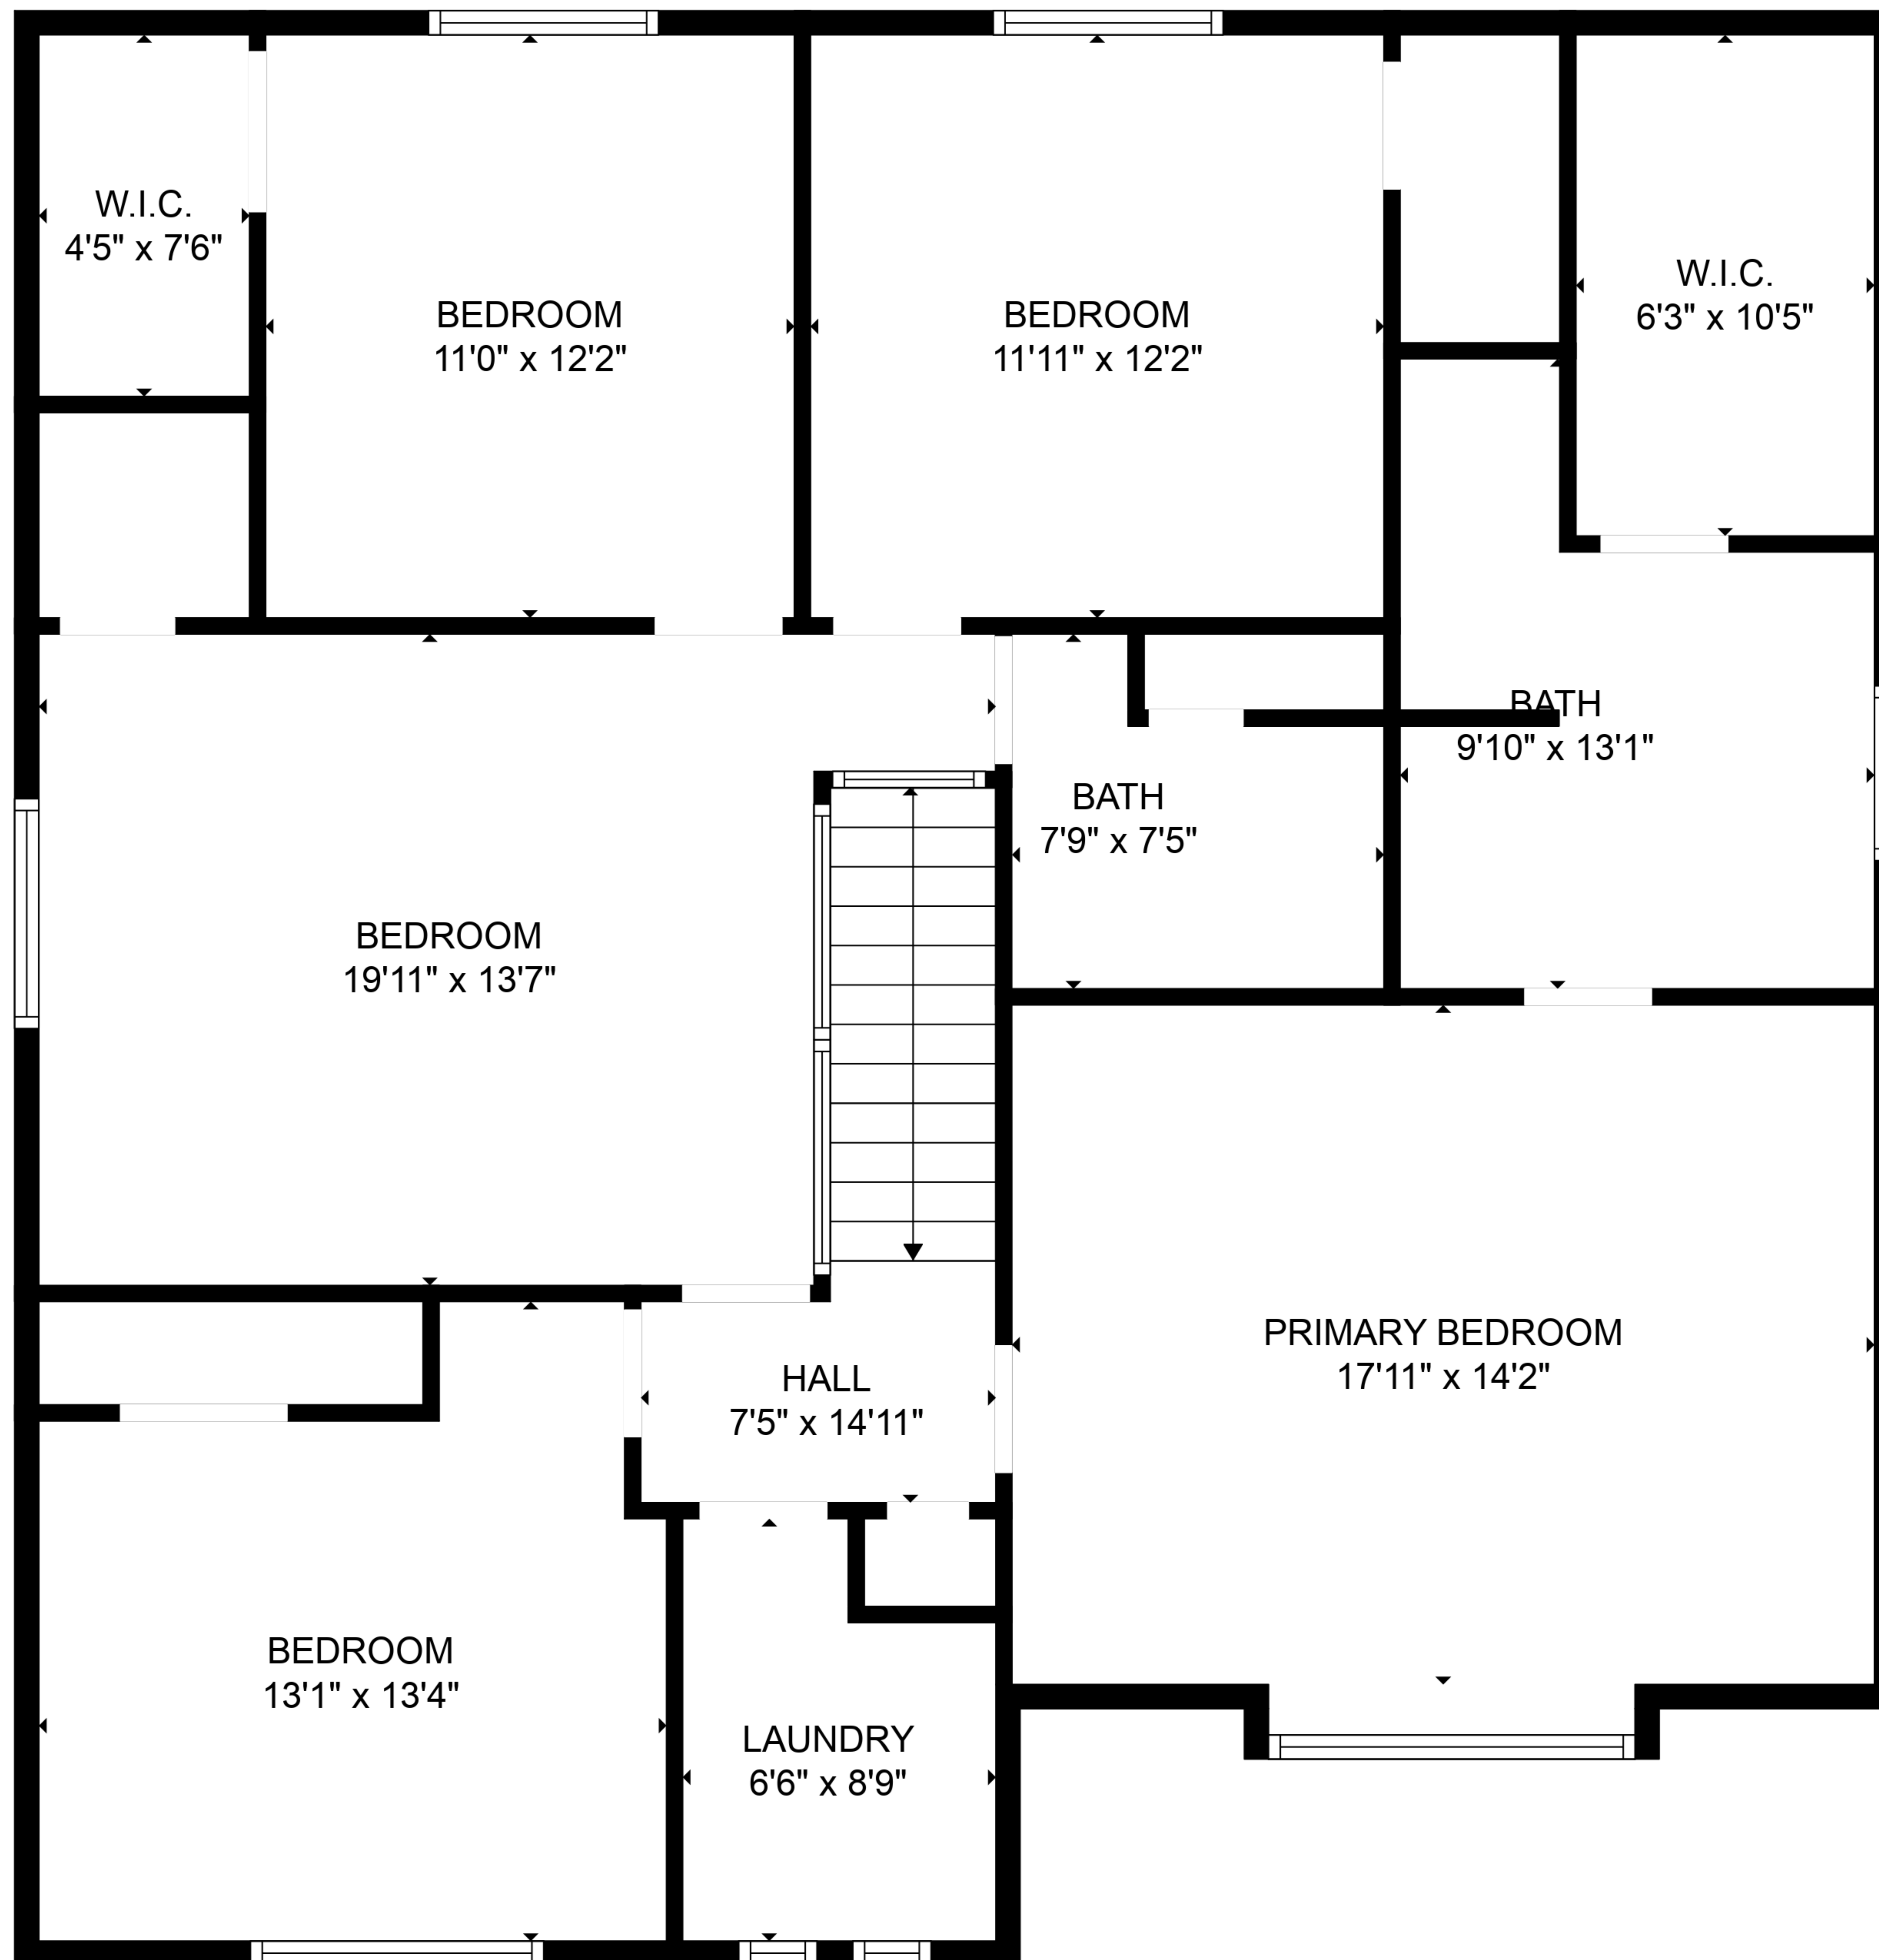 W.I.C.
4'5" x 7'6"
BEDROOM
11'0" x 12'2"
BEDROOM
11'11" x 12'2"
W.I.C.
6'3" x 10'5"
BATH
9'10" x 13'1"
BATH
7'9" x 7'5"
BEDROOM
19'11" x 13'7"
PRIMARY BEDROOM
17'11" x 14'2"
HALL
7'5" x 14'11"
BEDROOM
13'1" x 13'4"
LAUNDRY
6'6" x 8'9"